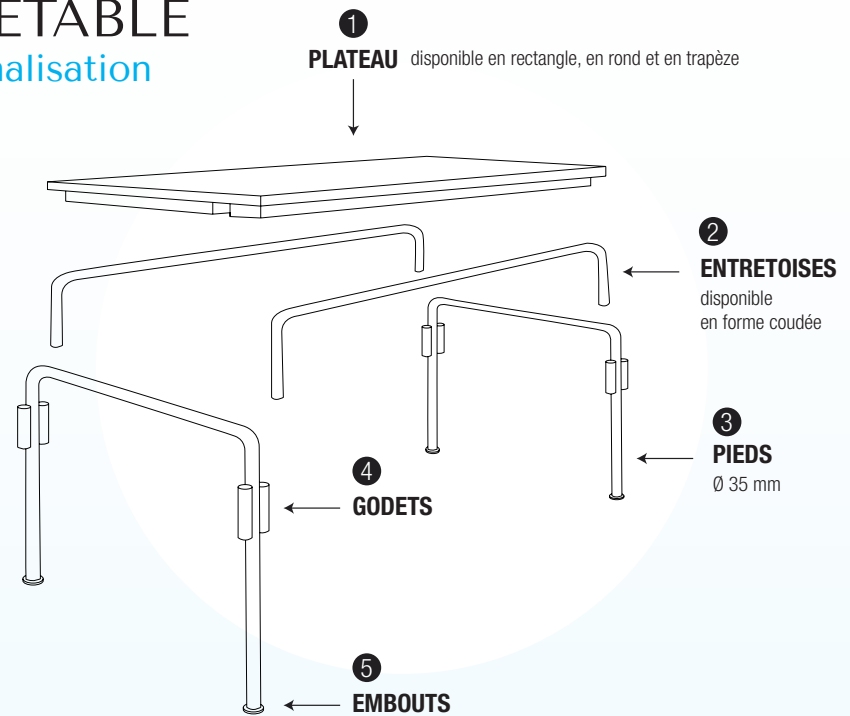 ETABLE
nalisation
1
PLATEAU disponible en rectangle, en rond et en trapèze
2
ENTRETOISES
disponible
en forme coudée
3
PIEDS
Ø 35 mm
4
GODETS
5
EMBOUTS